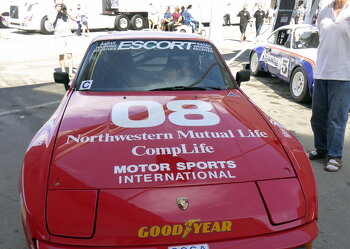 ESCORT
08
Northwestern Mutual Life
CompLife
MOTOR SPORTS
INTERNATIONAL
GOODYEAR